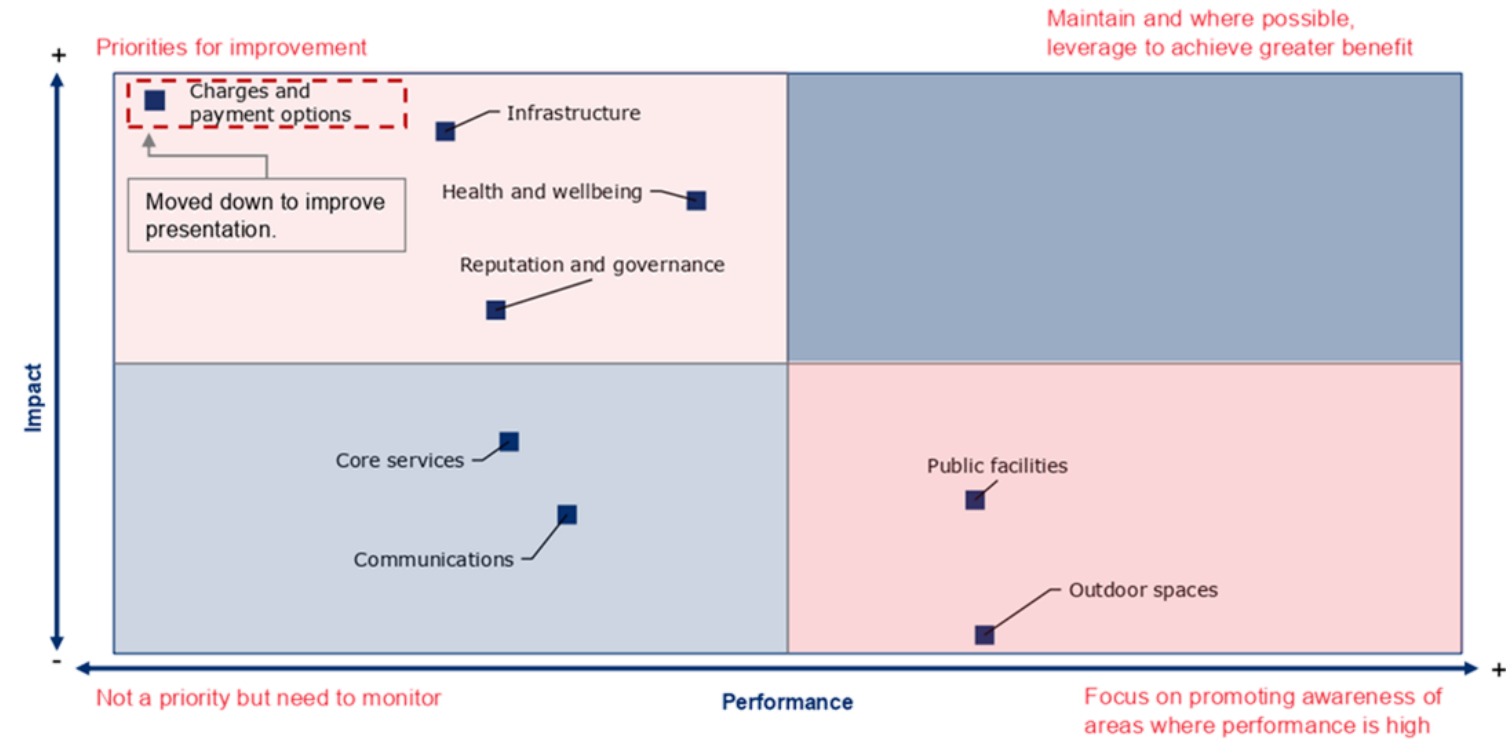 Maintain and where possible,
leverage to achieve greater benefit
+
Priorities for improvement
Charges and
payment options
Infrastructure
Moved down to improve
presentation.
Health and wellbeing
Reputation and governance
Impact
Core services
Communications
Public facilities
Outdoor spaces
-
+
Not a priority but need to monitor
Performance
Focus on promoting awareness of
areas where performance is high